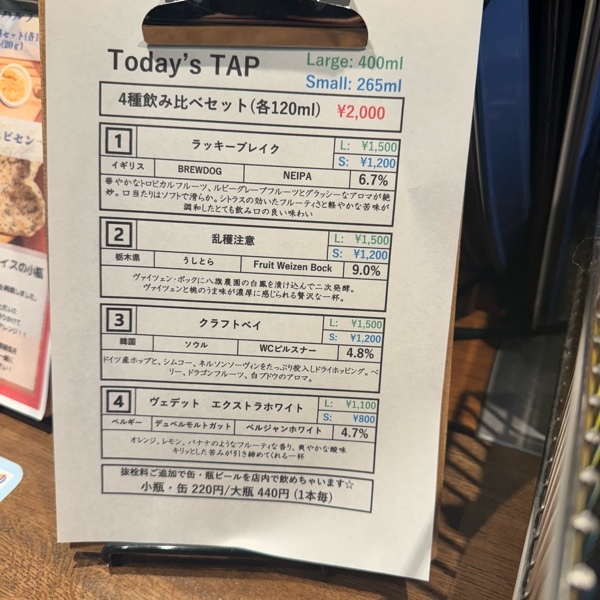 Today's TAP
Large: 400ml
Small: 265ml
4種飲み比べセット(各120ml) ¥2,000
1 ラッキーブレイク L: ¥1,500
S: ¥1,200
イギリス BREWDOG NEIPA 6.7%
華やかなトロピカルフルーツ、ルビーグレープフルーツとグラッシーなアロマが絶
妙。口当たりはソフトで滑らか。シトラスの効いたフルーティさと軽やかな苦味が
調和したとても飲み口の良い味わい
2 乱穫注意 L: ¥1,500
S: ¥1,200
栃木県 うしとら Fruit Weizen Bock 9.0%
ヴァイツェン・ボックに八旗農園の白鳳を漬け込んで二次発酵。
ヴァイツェンと桃のうま味が濃厚に感じられる贅沢な一杯。
3 クラフトベイ L: ¥1,500
S: ¥1,200
韓国 ソウル WCピルスナー 4.8%
ドイツ産ホップと、シムコー、ネルソンソーヴィンをたっぷり投入しドライホッピング。ベ
リー、ドラゴンフルーツ、白ブドウのアロマ。
4 ヴェデット エクストラホワイト L: ¥1,100
S: ¥800
ベルギー デュベルモルトガット ベルジャンホワイト 4.7%
オレンジ、レモン、バナナのようなフルーティな香り、爽やかな酸味
キリッとした苦みが引き締めてくれる一杯
抜栓料ご追加で缶・瓶ビールを店内で飲めちゃいます☆
小瓶・缶 220円/大瓶 440円 (1本毎)